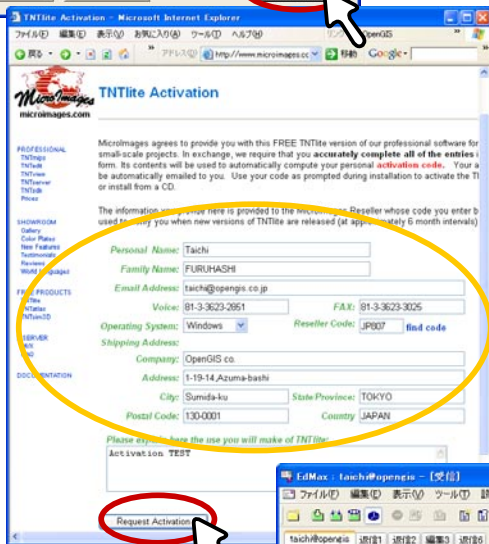 TNTlite Activation - Microsoft Internet Explorer
ファイル(F) 編集(E) 表示(V) お気に入り(A) ツール(T) ヘルプ(H)
OpenGIS
戻る
http://www.microimages.cc
移動
Google
MicroImages
microimages.com
TNTlite Activation
PROFESSIONAL
TNTmips
TNTedit
TNTview
TNTserver
TNTsdk
Prices
SHOWROOM
Gallery
Color Plates
New Features
Testimonials
Reviews
World Languages
PRODUCTS
TNTlite
TNTatlas
TNTsim3D
MicroImages agrees to provide you with this FREE TNTlite version of our professional software for
small-scale projects. In exchange, we require that you accurately complete all of the entries i
form. Its contents will be used to automatically compute your personal activation code. Your a
be automatically emailed to you. Use your code as prompted during installation to activate the T
or install from a CD.
The information you provide here is provided to the MicroImages Reseller whose code you enter b
used to notify you when new versions of TNTlite are released (at approximately 6 month intervals)
Personal Name: Taichi
Family Name: FURUHASHI
Email Address: taichi@opengis.co.jp
Voice: 81-3-3623-2851 FAX: 81-3-3623-3025
Operating System: Windows Reseller Code: JP807 find code
Shipping Address:
Company: OpenGIS co.
Address: 1-19-14,Azuma-bashi
City: Sumida-ku State/Province: TOKYO
Postal Code: 130-0001 Country JAPAN
Please explain here the use you will make of TNTlite:
Activation TEST
Request Activation
EdMax : taichi@opengis - [受信]
ファイル(F) 編集(E) 表示(V) ツール(T)
taichi@opengis 送信1 送信2 編集3 送信6